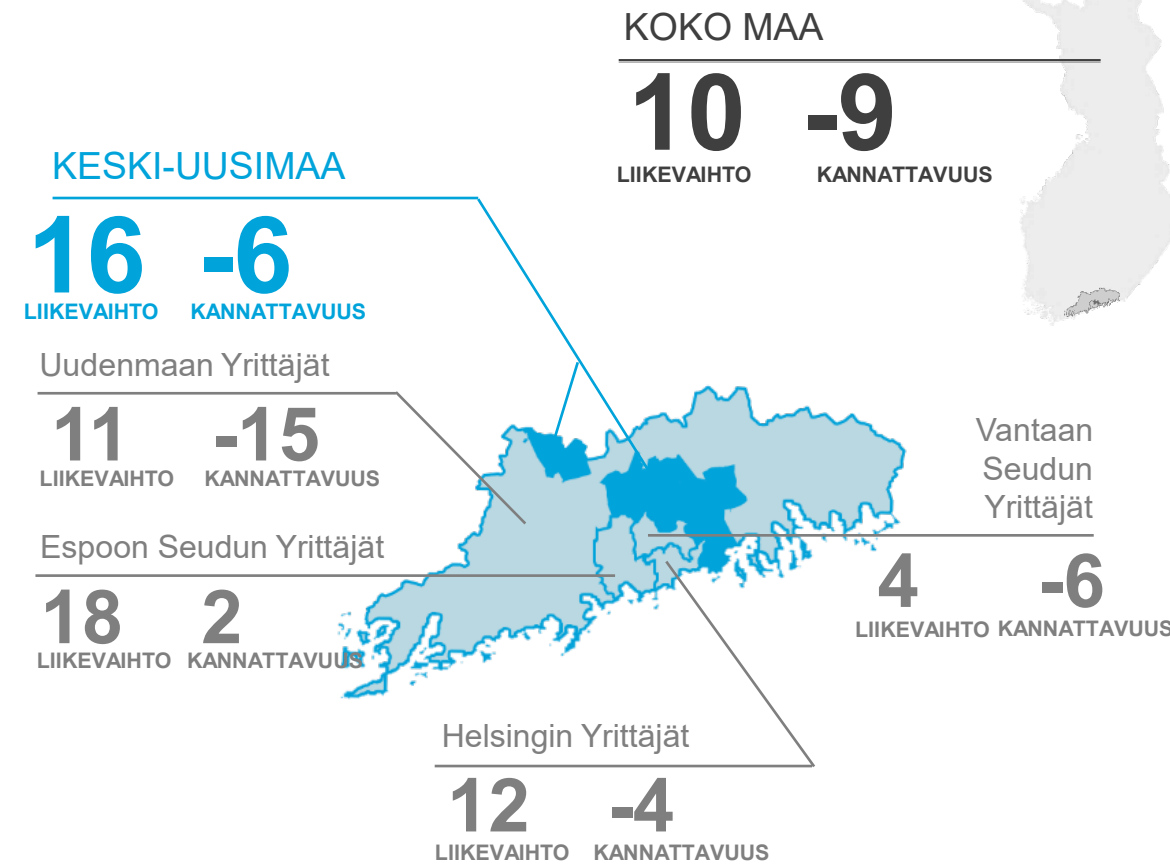 KOKO MAA
10 -9
LIIKEVAIHTO KANNATTAVUUS
KESKI-UUSIMAA
16 -6
LIIKEVAIHTO KANNATTAVUUS
Uudenmaan Yrittäjät
11 -15
LIIKEVAIHTO KANNATTAVUUS
Espoon Seudun Yrittäjät
18 2
LIIKEVAIHTO KANNATTAVUUS
Vantaan
Seudun
Yrittäjät
4 -6
LIIKEVAIHTO KANNATTAVUUS
Helsingin Yrittäjät
12 -4
LIIKEVAIHTO KANNATTAVUUS